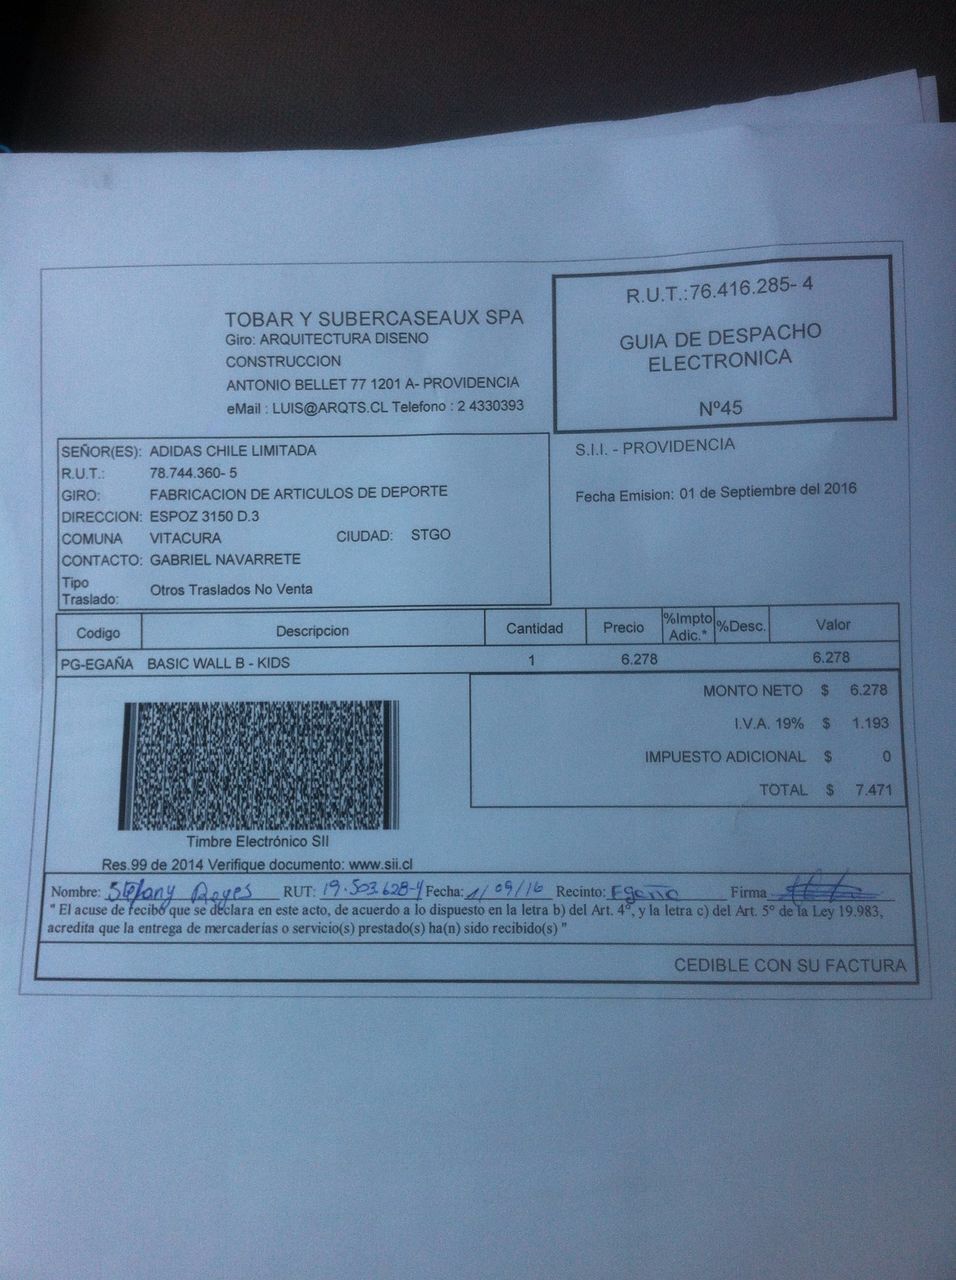 TOBAR Y SUBERCASEAUX SPA
Giro: ARQUITECTURA DISENO
CONSTRUCCION
ANTONIO BELLET 77 1201 A- PROVIDENCIA
eMail : LUIS@ARQTS.CL Telefono : 2 4330393
R.U.T.:76.416.285- 4
GUIA DE DESPACHO
ELECTRONICA
Nº45
S.I.I. - PROVIDENCIA
Fecha Emision: 01 de Septiembre del 2016
SEÑOR(ES): ADIDAS CHILE LIMITADA
R.U.T.: 78.744.360- 5
GIRO: FABRICACION DE ARTICULOS DE DEPORTE
DIRECCION: ESPOZ 3150 D.3
COMUNA VITACURA CIUDAD: STGO
CONTACTO: GABRIEL NAVARRETE
Tipo Traslado: Otros Traslados No Venta
Codigo Descripcion Cantidad Precio %Impto Adic.* %Desc. Valor
PG-EGAÑA BASIC WALL B - KIDS 1 6.278 6.278
MONTO NETO $ 6.278
I.V.A. 19% $ 1.193
IMPUESTO ADICIONAL $ 0
TOTAL $ 7.471
Timbre Electrónico SII
Res.99 de 2014 Verifique documento: www.sii.cl
Nombre: Stefany Reyes RUT: 19.503.628-4 Fecha: 1/09/16 Recinto: Egaña Firma
" El acuse de recibo que se declara en este acto, de acuerdo a lo dispuesto en la letra b) del Art. 4º, y la letra c) del Art. 5º de la Ley 19.983,
acredita que la entrega de mercaderías o servicio(s) prestado(s) ha(n) sido recibido(s) "
CEDIBLE CON SU FACTURA